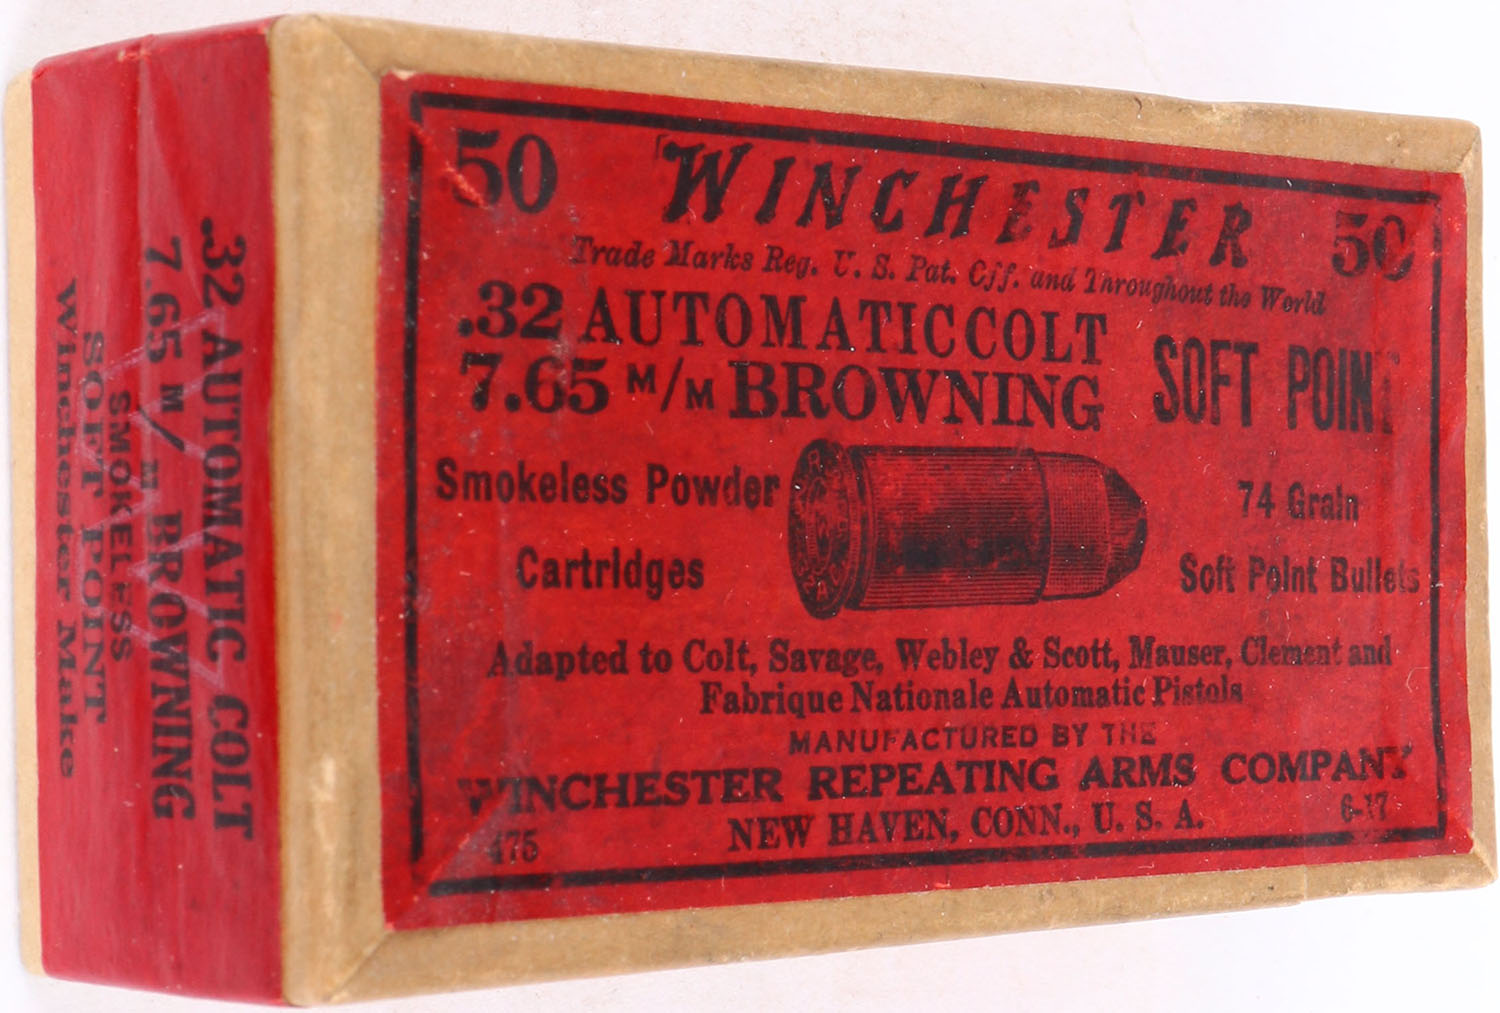 50 WINCHESTER 50
Trade Marks Reg. U. S. Pat. Off. and Throughout the World
.32 AUTOMATIC COLT
7.65 M/M BROWNING
SOFT POINT
Smokeless Powder
Cartridges
74 Grain
Soft Point Bullets
Adapted to Colt, Savage, Webley & Scott, Mauser, Clement and
Fabrique Nationale Automatic Pistols
MANUFACTURED BY THE
WINCHESTER REPEATING ARMS COMPANY
NEW HAVEN, CONN., U. S. A.
475
6-17
.32 AUTOMATIC COLT
7.65 M/M BROWNING
SMOKELESS
SOFT POINT
Winchester Make